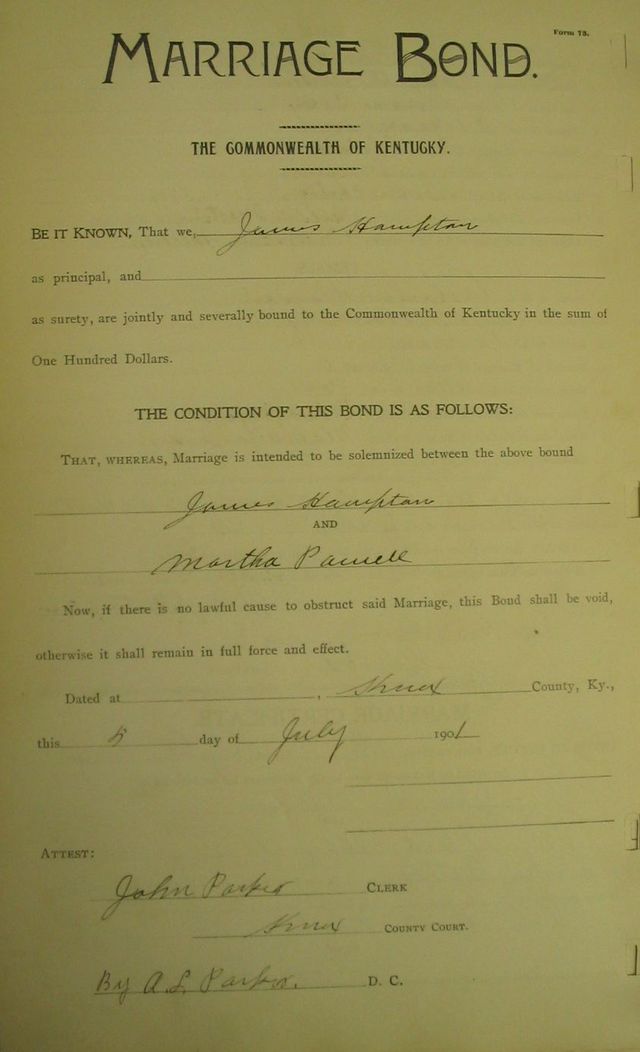 Form 73.
MARRIAGE BOND.
THE COMMONWEALTH OF KENTUCKY.
BE IT KNOWN, That we, James Hampton
as principal, and
as surety, are jointly and severally bound to the Commonwealth of Kentucky in the sum of
One Hundred Dollars.
THE CONDITION OF THIS BOND IS AS FOLLOWS:
THAT, WHEREAS, Marriage is intended to be solemnized between the above bound
James Hampton
AND
Martha Powell
Now, if there is no lawful cause to obstruct said Marriage, this Bond shall be void,
otherwise it shall remain in full force and effect.
Dated at , Knox County, Ky.,
this 5 day of July 1901
ATTEST:
John Parker CLERK
Knox COUNTY COURT.
By A. L. Parker. D. C.